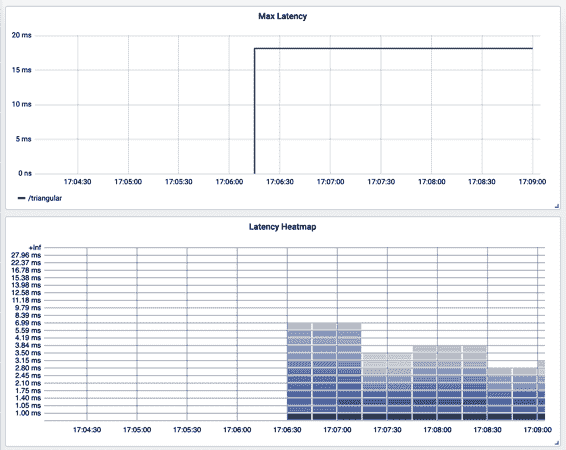 Max Latency
20 ms
15 ms
10 ms
5 ms
0 ns
17:04:30 17:05:00 17:05:30 17:06:00 17:06:30 17:07:00 17:07:30 17:08:00 17:08:30 17:09:00
/triangular
Latency Heatmap
+Inf
27.96 ms
22.37 ms
16.78 ms
15.38 ms
13.98 ms
12.58 ms
11.18 ms
9.79 ms
8.39 ms
6.99 ms
5.59 ms
4.19 ms
3.84 ms
3.50 ms
3.15 ms
2.80 ms
2.45 ms
2.10 ms
1.75 ms
1.40 ms
1.05 ms
1.00 ms
17:04:30 17:05:00 17:05:30 17:06:00 17:06:30 17:07:00 17:07:30 17:08:00 17:08:30 17:09:00